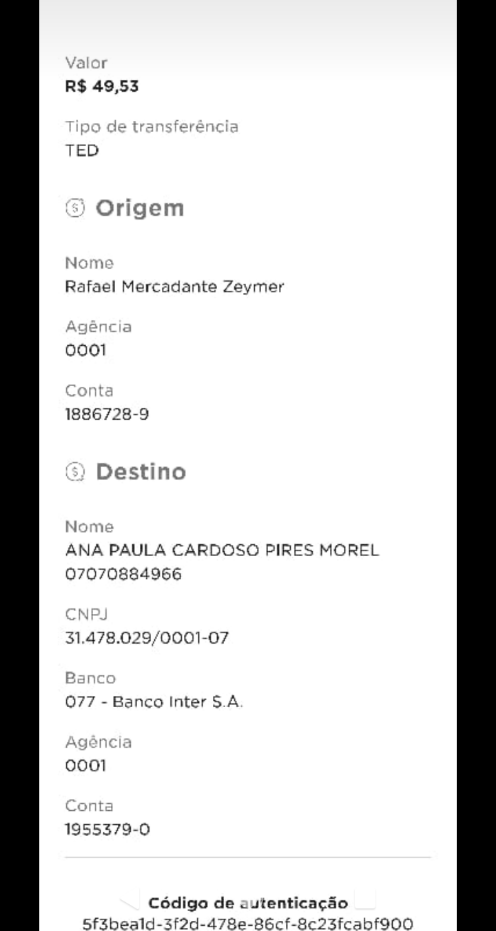 Valor
R$ 49,53
Tipo de transferência
TED
Origem
Nome
Rafael Mercadante Zeymer
Agência
0001
Conta
1886728-9
Destino
Nome
ANA PAULA CARDOSO PIRES MOREL
07070884966
CNPJ
31.478.029/0001-07
Banco
077 - Banco Inter S.A.
Agência
0001
Conta
1955379-0
Código de autenticação
5f3bea1d-3f2d-478e-86cf-8c23fcabf900